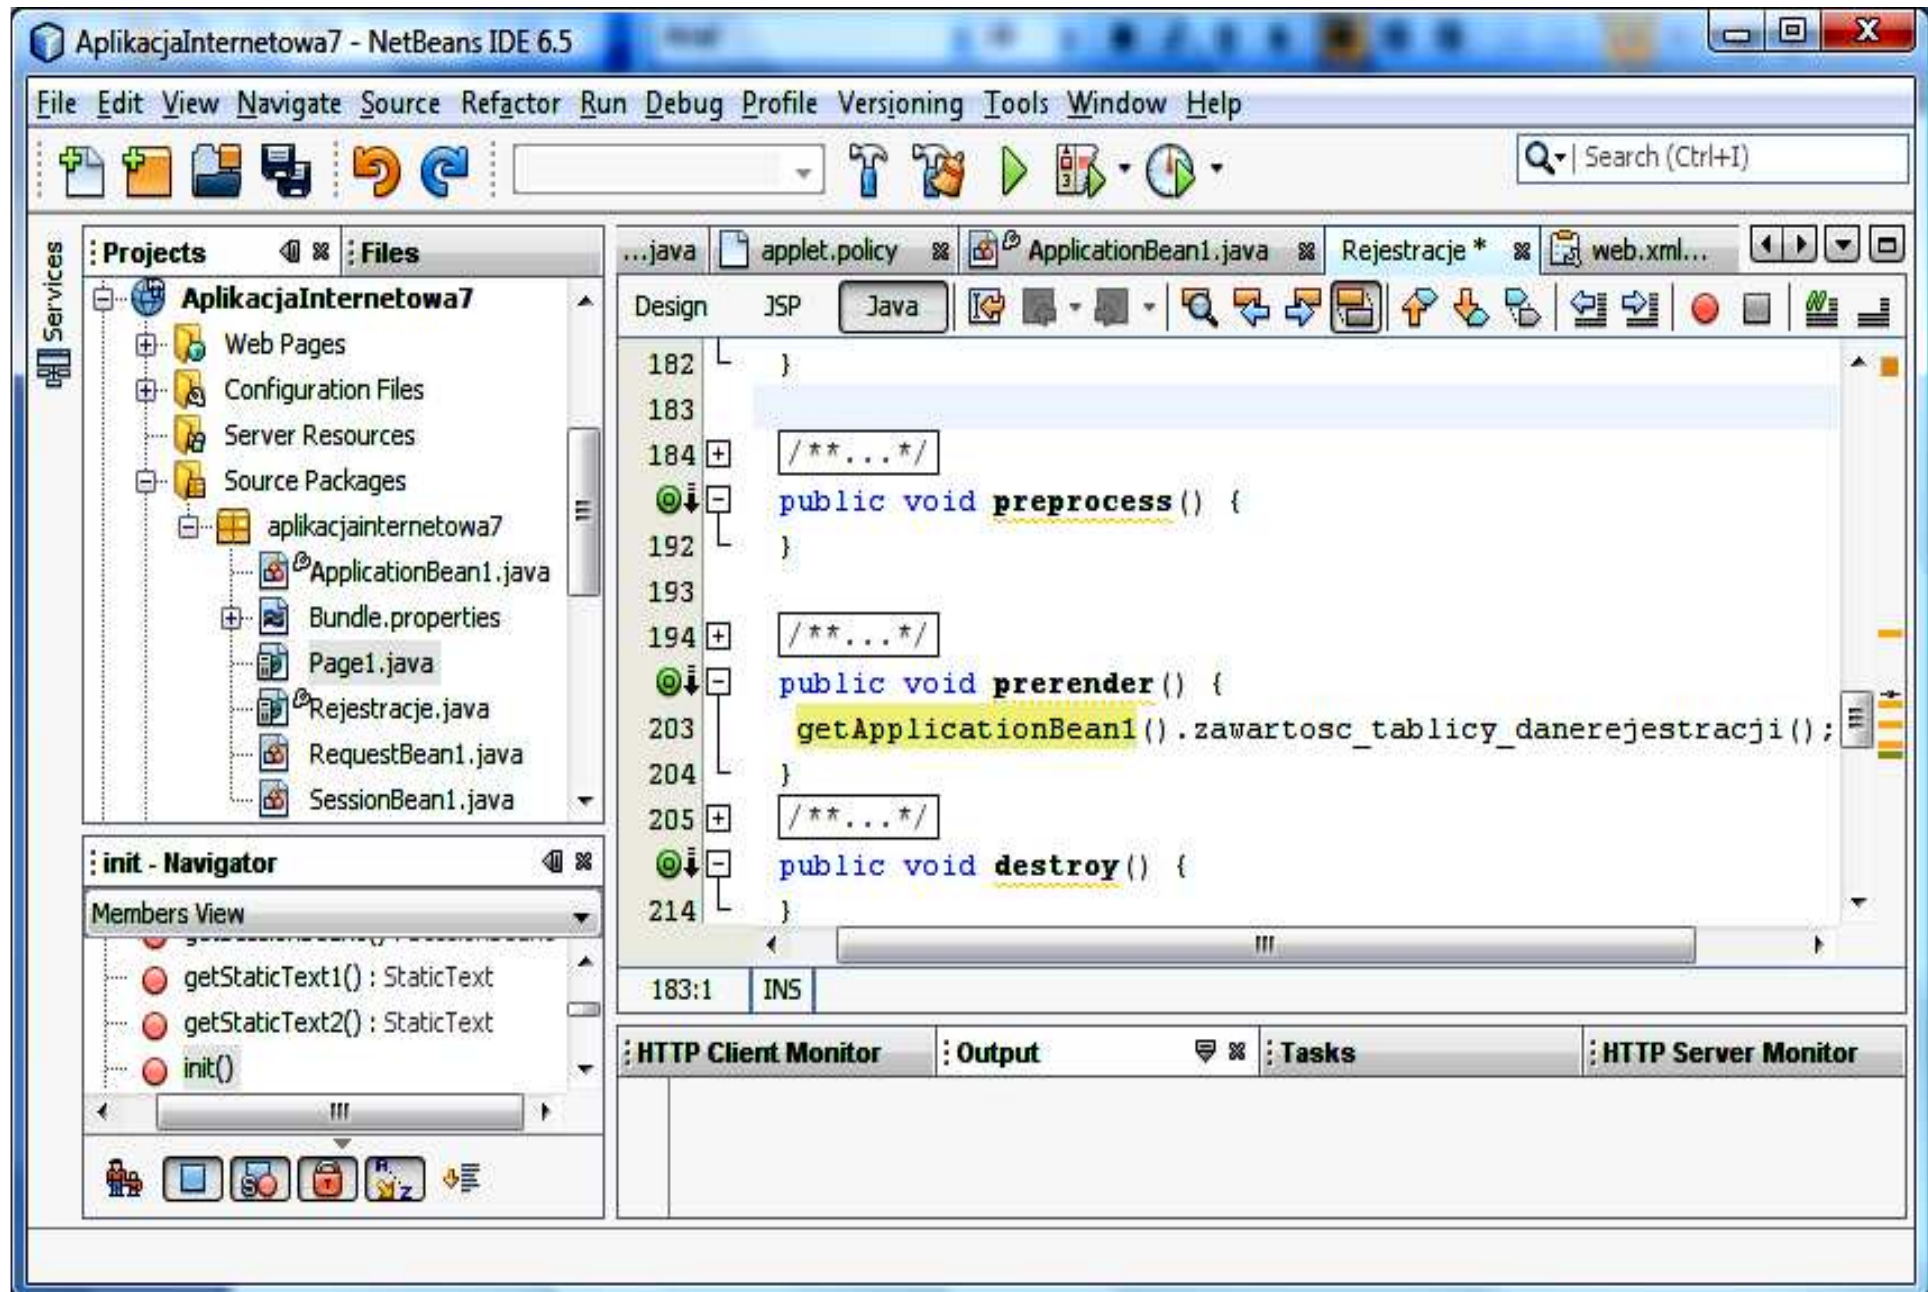 AplikacjaInternetowa7 - NetBeans IDE 6.5
File Edit View Navigate Source Refactor Run Debug Profile Versioning Tools Window Help
Search (Ctrl+I)
Services
Projects
Files
AplikacjaInternetowa7
Web Pages
Configuration Files
Server Resources
Source Packages
aplikacjainternetowa7
ApplicationBean1.java
Bundle.properties
Page1.java
Rejestracje.java
RequestBean1.java
SessionBean1.java
init - Navigator
Members View
getStaticText1() : StaticText
getStaticText2() : StaticText
init()
...java applet.policy ApplicationBean1.java Rejestracje * web.xml...
Design JSP Java
182 }
183
184 /**...*/
public void preprocess() {
192 }
193
194 /**...*/
public void prerender() {
203 getApplicationBean1().zawartosc_tablicy_danerejestracji();
204 }
205 /**...*/
public void destroy() {
214 }
183:1 INS
HTTP Client Monitor Output Tasks HTTP Server Monitor